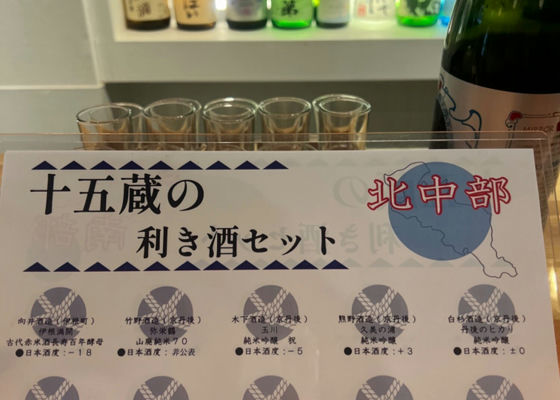 十五蔵の
利き酒セット
北中部
向井酒造(伊根町)
伊根満開
古代赤米酒長寿百年酵母
●日本酒度:-18
竹野酒造(京丹後)
弥栄鶴
山廃純米70
●日本酒度:非公表
木下酒造(京丹後)
玉川
純米吟醸 祝
●日本酒度:-5
熊野酒造(京丹後)
久美の浦
純米吟醸
●日本酒度:+3
白杉酒造(京丹後)
丹後のヒカリ
純米吟醸
●日本酒度:±0